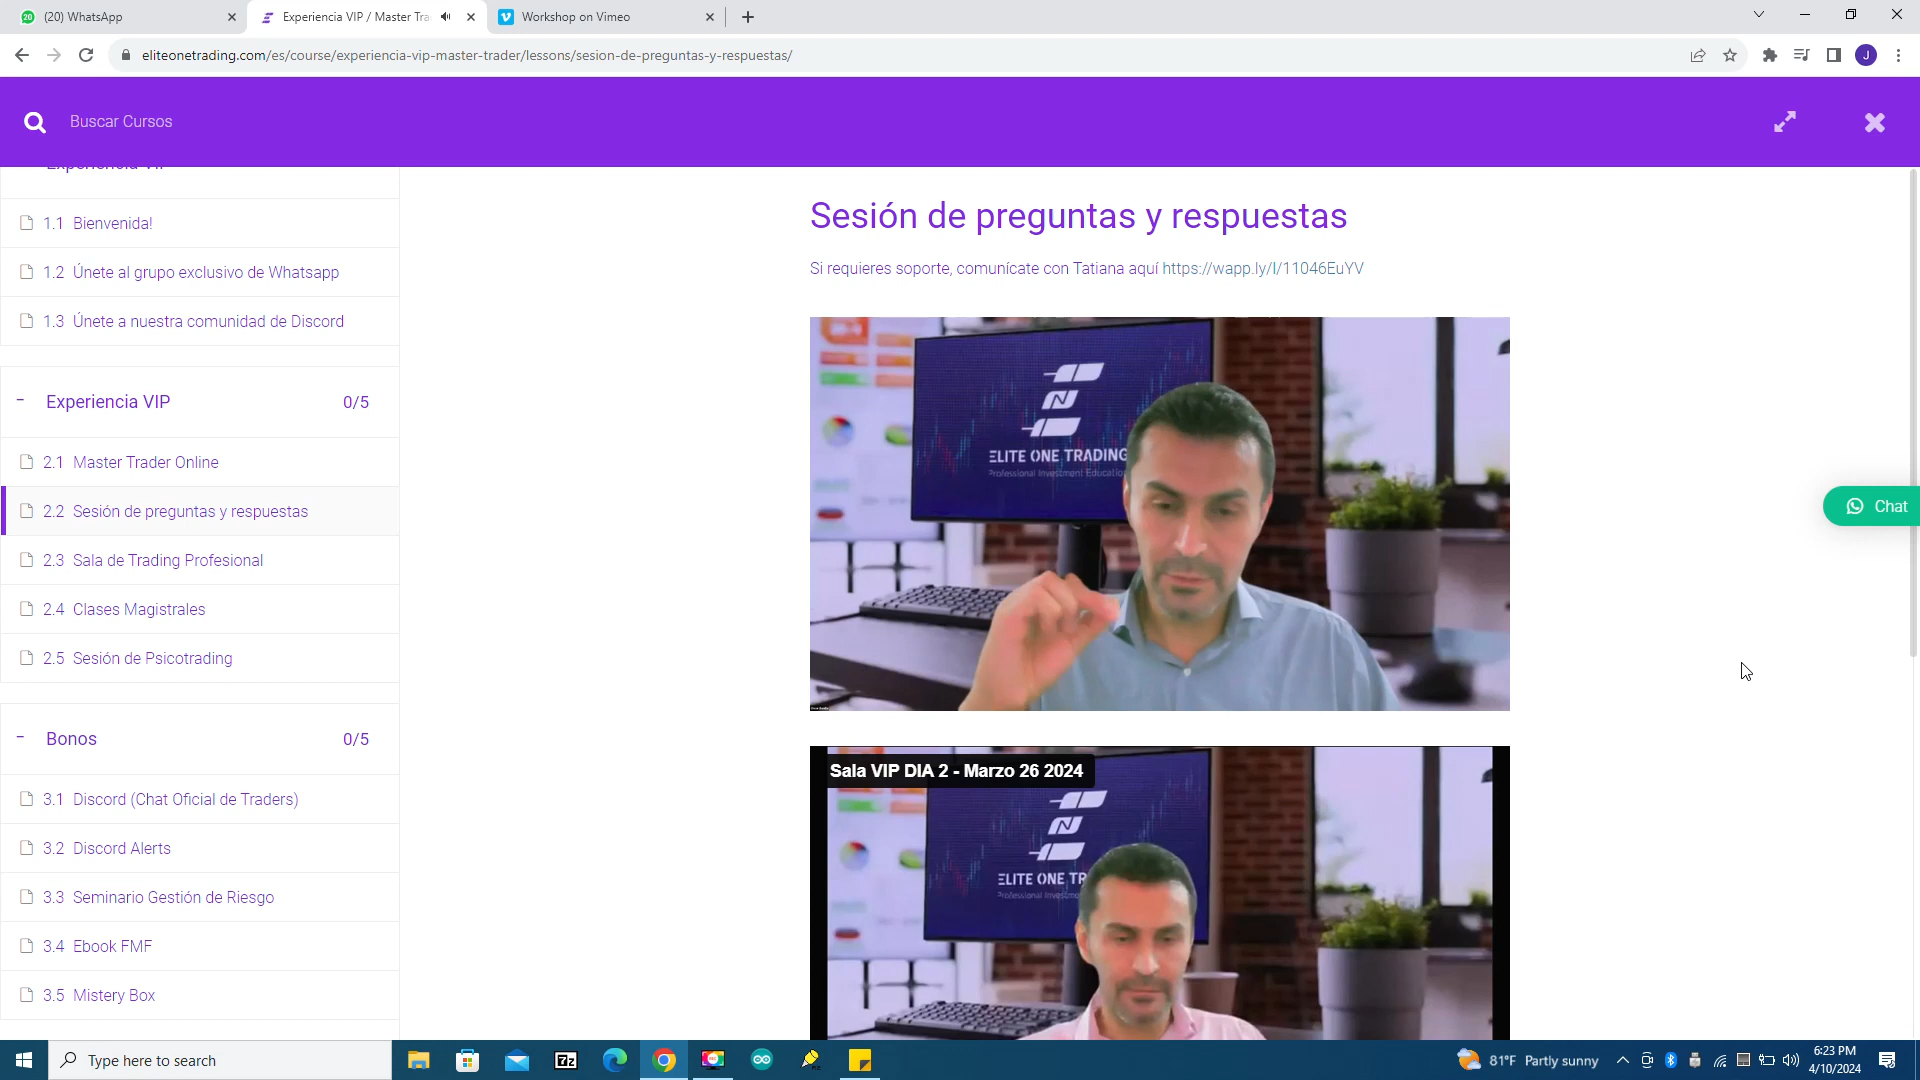 (20) WhatsApp
Experiencia VIP / Master Tra
Workshop on Vimeo
eliteonetrading.com/es/course/experiencia-vip-master-trader/lessons/sesion-de-preguntas-y-respuestas/
J
Buscar Cursos
Experiencia VIP
1.1 Bienvenida!
1.2 Únete al grupo exclusivo de Whatsapp
1.3 Únete a nuestra comunidad de Discord
- Experiencia VIP 0/5
2.1 Master Trader Online
2.2 Sesión de preguntas y respuestas
2.3 Sala de Trading Profesional
2.4 Clases Magistrales
2.5 Sesión de Psicotrading
- Bonos 0/5
3.1 Discord (Chat Oficial de Traders)
3.2 Discord Alerts
3.3 Seminario Gestión de Riesgo
3.4 Ebook FMF
3.5 Mistery Box
Sesión de preguntas y respuestas
Si requieres soporte, comunícate con Tatiana aquí https://wapp.ly/l/11046EuYV
ELITE ONE TRADING
Professional Investment Education
Sala VIP DIA 2 - Marzo 26 2024
ELITE ONE TR
Professional Investme
Chat
Type here to search
7z
81°F Partly sunny
6:23 PM
4/10/2024